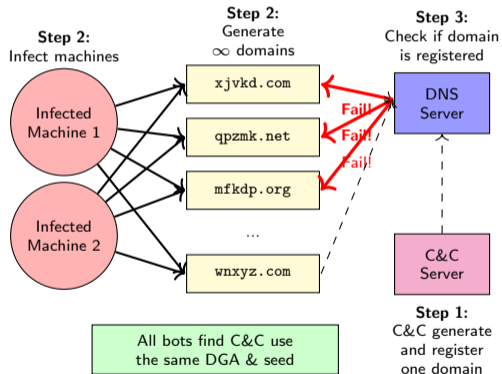 Step 2:
Infect machines
Step 2:
Generate
∞ domains
Step 3:
Check if domain
is registered
Infected
Machine 1
Infected
Machine 2
xjvkd.com
qpzmk.net
mfkdp.org
...
wnxyz.com
Fail!
Fail!
Fail!
DNS
Server
C&C
Server
Step 1:
C&C generate
and register
one domain
All bots find C&C use
the same DGA & seed